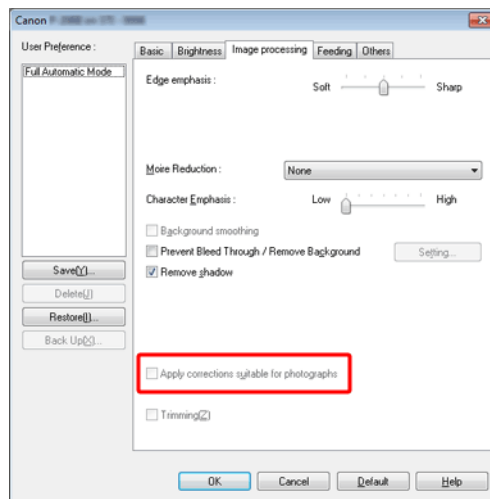 Canon
User Preference :
Full Automatic Mode
Save(Y)...
Delete(J)
Restore(I)...
Back Up(X)...
Basic Brightness Image processing Feeding Others
Edge emphasis :
Soft Sharp
Moire Reduction :
None
Character Emphasis :
Low High
Background smoothing
Prevent Bleed Through / Remove Background
Setting...
Remove shadow
Apply corrections suitable for photographs
Trimming(Z)
OK Cancel Default Help